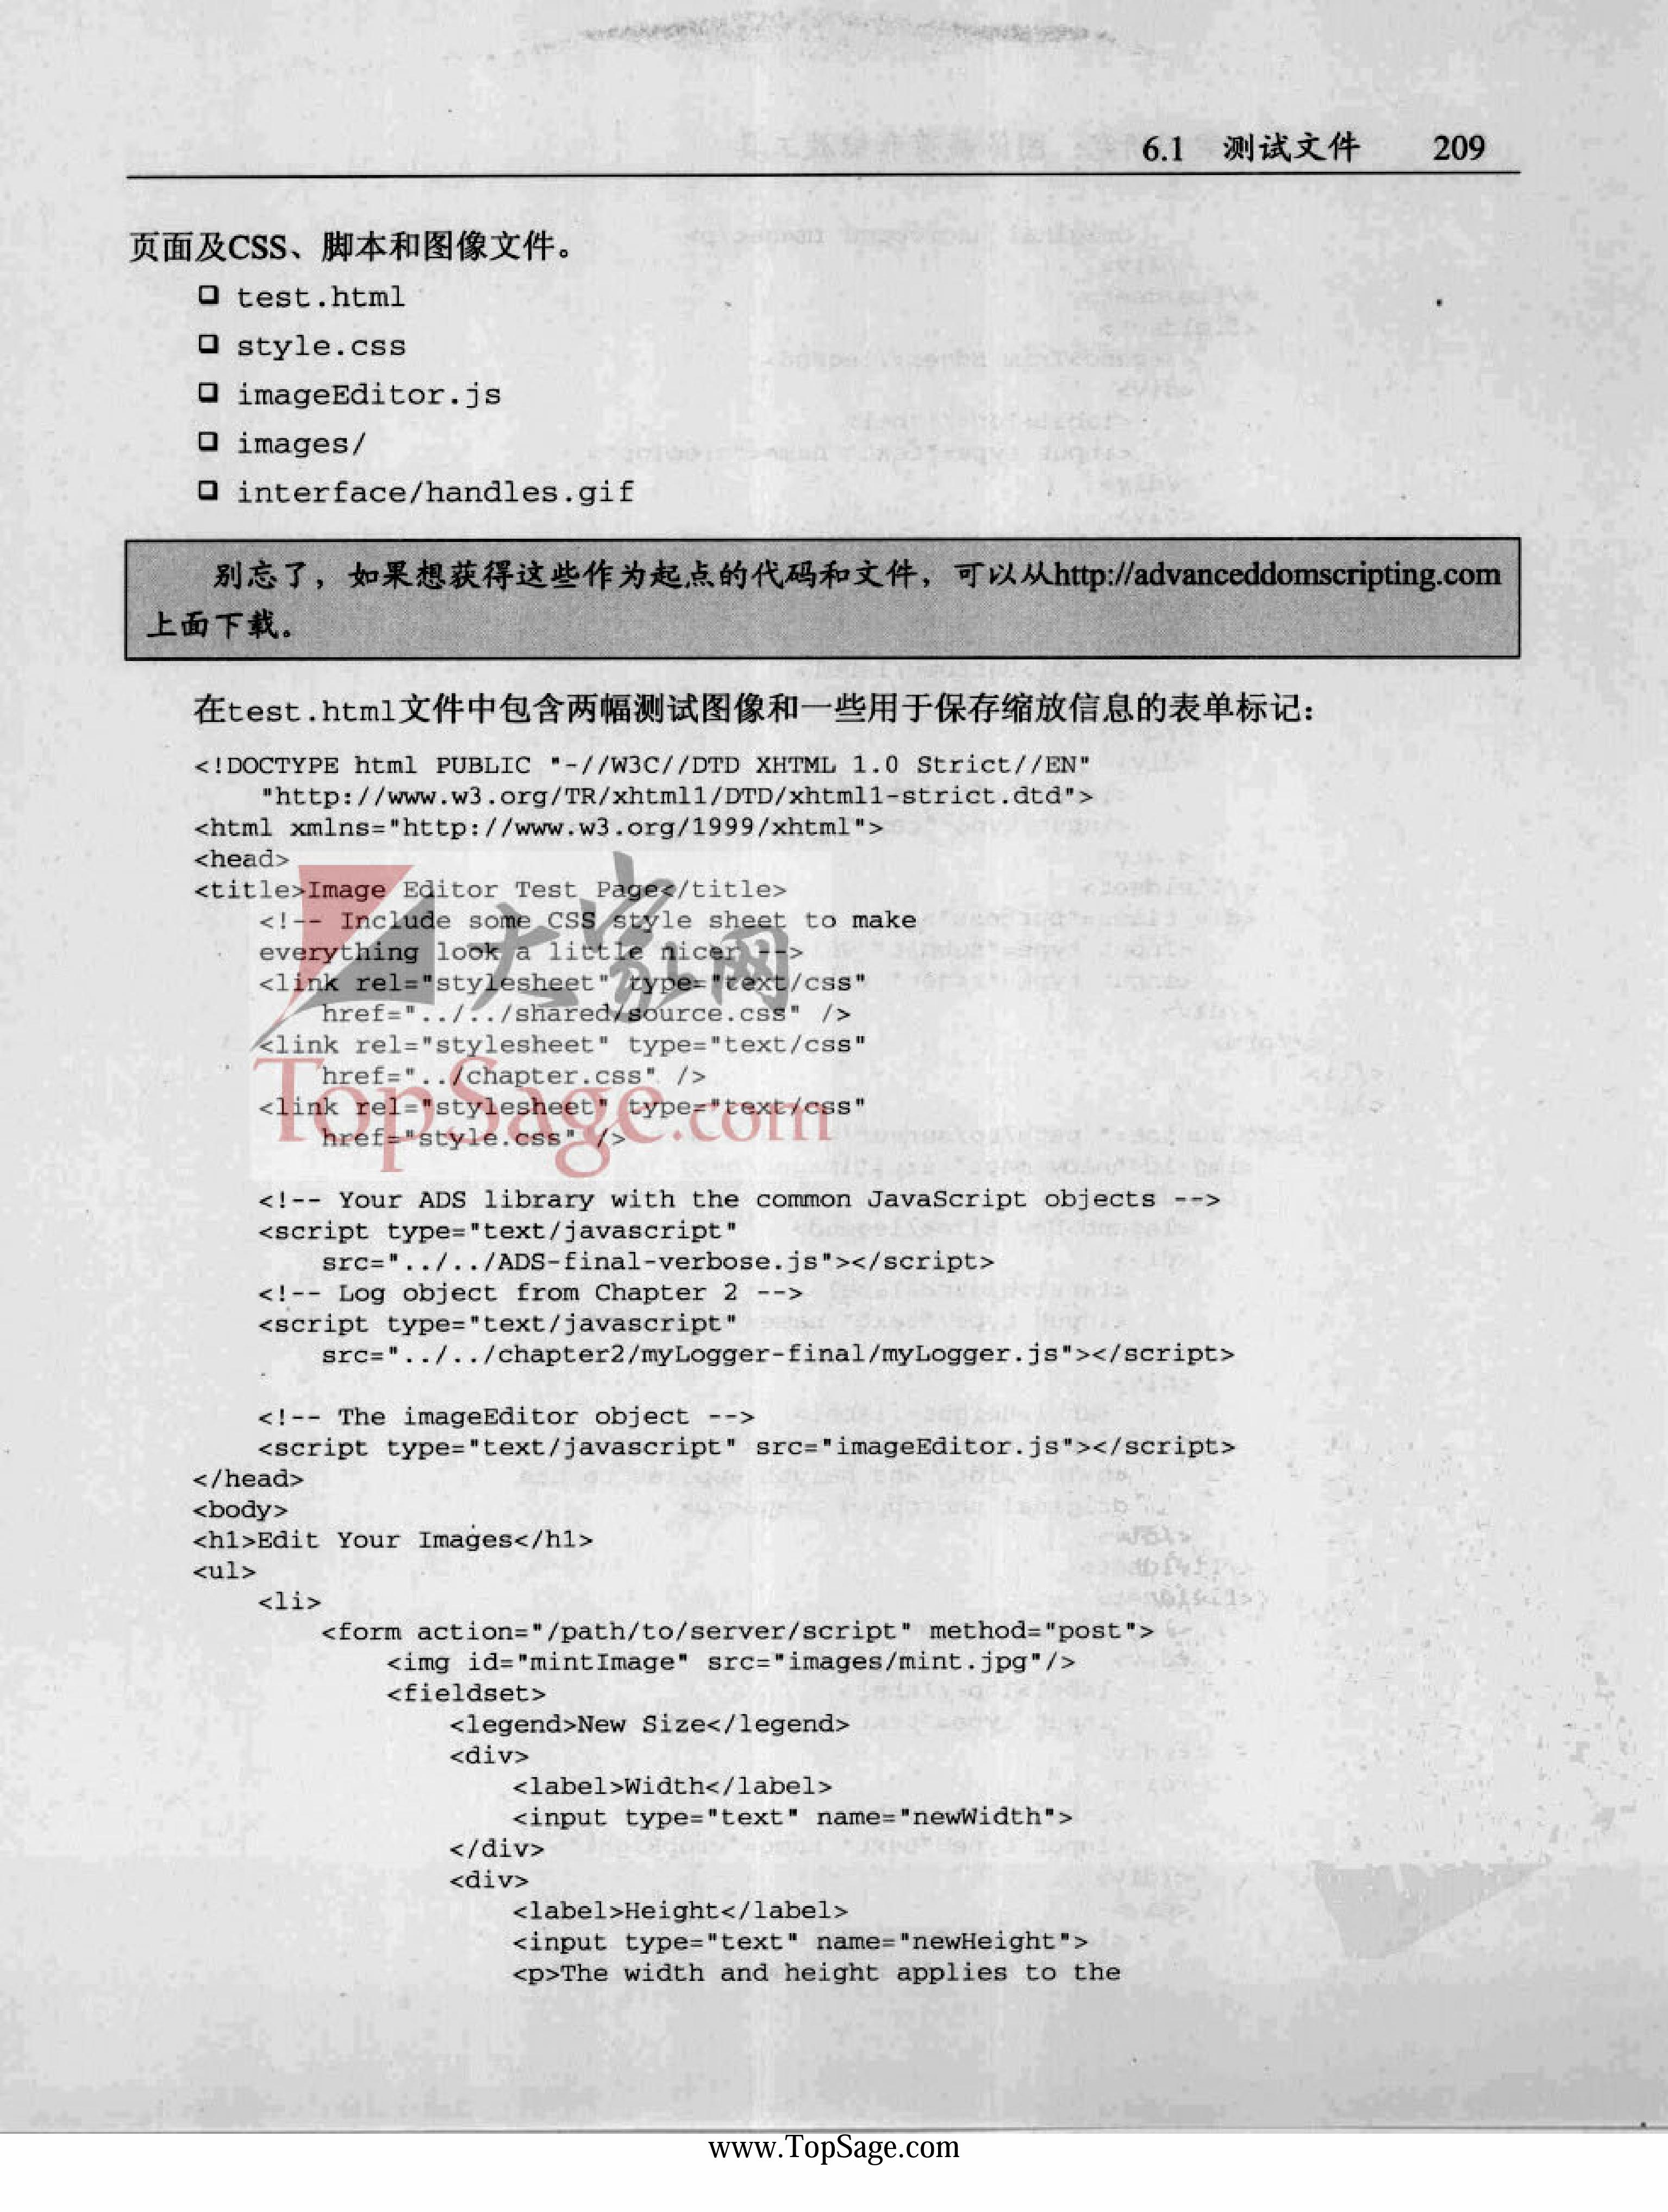 6.1 测试文件 209
页面及CSS、脚本和图像文件。
❑ test.html
❑ style.css
❑ imageEditor.js
❑ images/
❑ interface/handles.gif
别忘了，如果想获得这些作为起点的代码和文件，可以从http://advanceddomscripting.com
上面下载。
在test.html文件中包含两幅测试图像和一些用于保存缩放信息的表单标记：
<!DOCTYPE html PUBLIC "-//W3C//DTD XHTML 1.0 Strict//EN"
"http://www.w3.org/TR/xhtml1/DTD/xhtml1-strict.dtd">
<html xmlns="http://www.w3.org/1999/xhtml">
<head>
<title>Image Editor Test Page</title>
<!-- Include some CSS style sheet to make
everything look a little nicer -->
<link rel="stylesheet" type="text/css"
href="../../shared/source.css" />
<link rel="stylesheet" type="text/css"
href="../chapter.css" />
<link rel="stylesheet" type="text/css"
href="style.css" />
大家网
TopSage.com
<!-- Your ADS library with the common JavaScript objects -->
<script type="text/javascript"
src="../../ADS-final-verbose.js"></script>
<!-- Log object from Chapter 2 -->
<script type="text/javascript"
src="../../chapter2/myLogger-final/myLogger.js"></script>
<!-- The imageEditor object -->
<script type="text/javascript" src="imageEditor.js"></script>
</head>
<body>
<h1>Edit Your Images</h1>
<ul>
<li>
<form action="/path/to/server/script" method="post">
<img id="mintImage" src="images/mint.jpg"/>
<fieldset>
<legend>New Size</legend>
<div>
<label>Width</label>
<input type="text" name="newWidth">
</div>
<div>
<label>Height</label>
<input type="text" name="newHeight">
<p>The width and height applies to the
www.TopSage.com